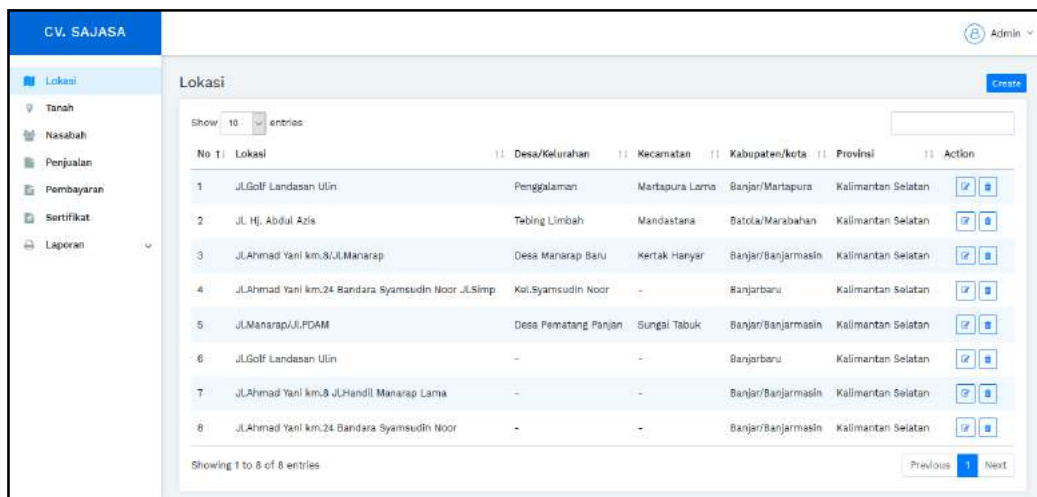 CV. SAJASA
Admin
Lokasi
Tanah
Nasabah
Penjualan
Pembayaran
Sertifikat
Laporan
Lokasi
Create
Show 10 entries
No Lokasi Desa/Kelurahan Kecamatan Kabupaten/kota Provinsi Action
1 Jl.Golf Landasan Ulin Penggalaman Martapura Lama Banjar/Martapura Kalimantan Selatan
2 Jl. Hj. Abdul Azis Tebing Limbah Mandastana Batola/Marabahan Kalimantan Selatan
3 Jl.Ahmad Yani km.8/Jl.Manarap Desa Manarap Baru Kertak Hanyar Banjar/Banjarmasin Kalimantan Selatan
4 Jl.Ahmad Yani km.24 Bandara Syamsudin Noor Jl.Simp Kel.Syamsudin Noor - Banjarbaru Kalimantan Selatan
5 Jl.Manarap/Jl.PDAM Desa Pematang Panjan Sungai Tabuk Banjar/Banjarmasin Kalimantan Selatan
6 Jl.Golf Landasan Ulin - - Banjarbaru Kalimantan Selatan
7 Jl.Ahmad Yani km.8 Jl.Handil Manarap Lama - - Banjar/Banjarmasin Kalimantan Selatan
8 Jl.Ahmad Yani km.24 Bandara Syamsudin Noor - - Banjar/Banjarmasin Kalimantan Selatan
Showing 1 to 8 of 8 entries
Previous 1 Next